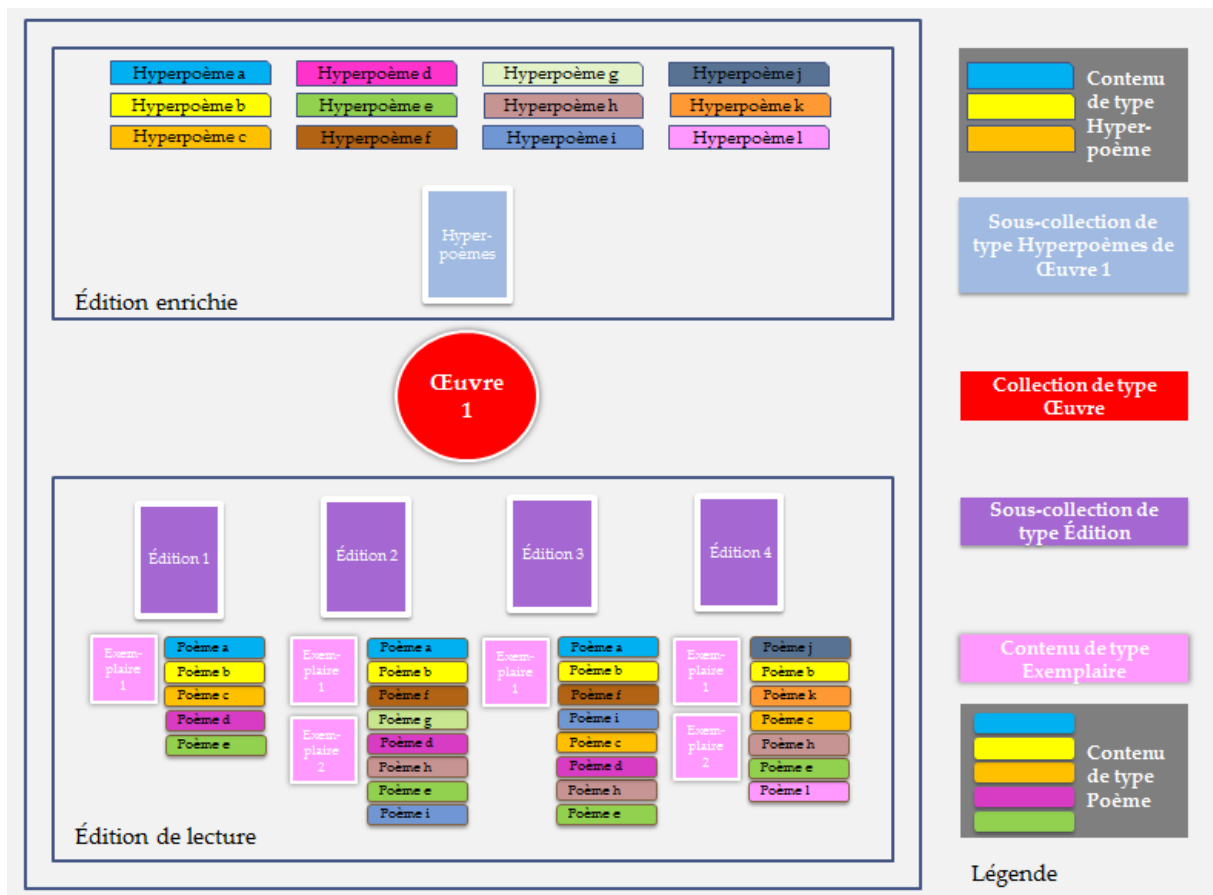 Hyperpoème a
Hyperpoème d
Hyperpoème g
Hyperpoème j
Hyperpoème b
Hyperpoème e
Hyperpoème h
Hyperpoème k
Hyperpoème c
Hyperpoème f
Hyperpoème i
Hyperpoème l
Hyper-
poèmes
Édition enrichie
Œuvre
1
Édition 1
Édition 2
Édition 3
Édition 4
Exem-
plaire
1
Poème a
Poème b
Poème c
Poème d
Poème e
Exem-
plaire
1
Exem-
plaire
2
Poème a
Poème b
Poème f
Poème g
Poème d
Poème h
Poème e
Poème i
Exem-
plaire
1
Poème a
Poème b
Poème f
Poème i
Poème c
Poème d
Poème h
Poème e
Exem-
plaire
1
Exem-
plaire
2
Poème j
Poème b
Poème k
Poème c
Poème h
Poème e
Poème l
Édition de lecture
Contenu
de type
Hyper-
poème
Sous-collection de
type Hyperpoèmes de
Œuvre 1
Collection de type
Œuvre
Sous-collection de
type Édition
Contenu de type
Exemplaire
Contenu
de type
Poème
Légende